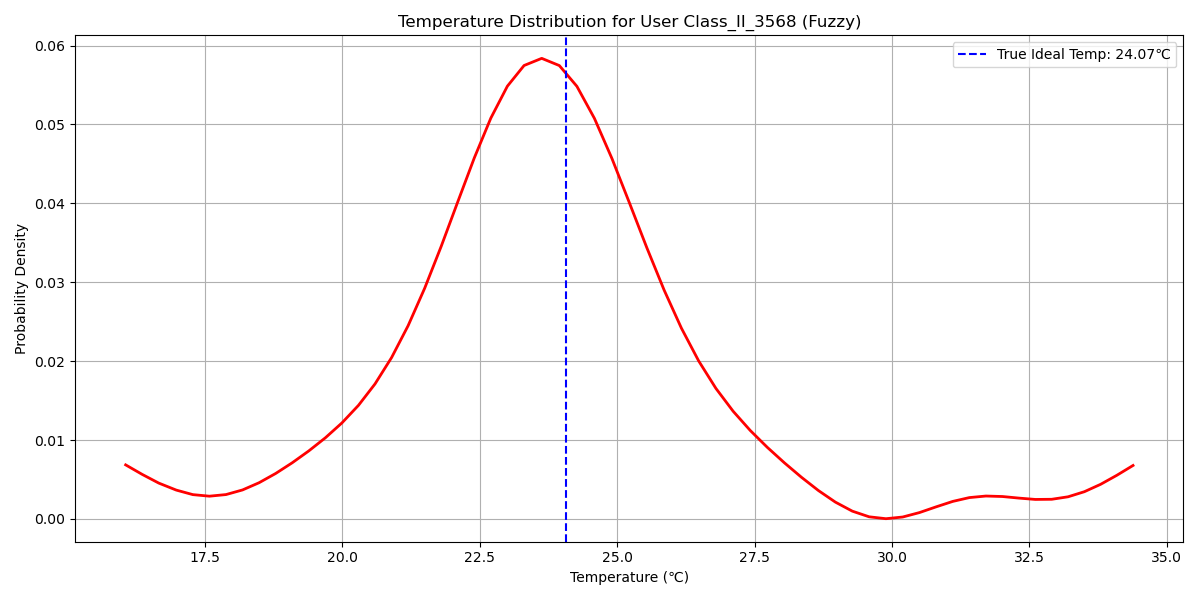 Temperature Distribution for User Class_II_3568 (Fuzzy)
True Ideal Temp: 24.07℃
Probability Density
0.06
0.05
0.04
0.03
0.02
0.01
0.00
17.5 20.0 22.5 25.0 27.5 30.0 32.5 35.0
Temperature (℃)